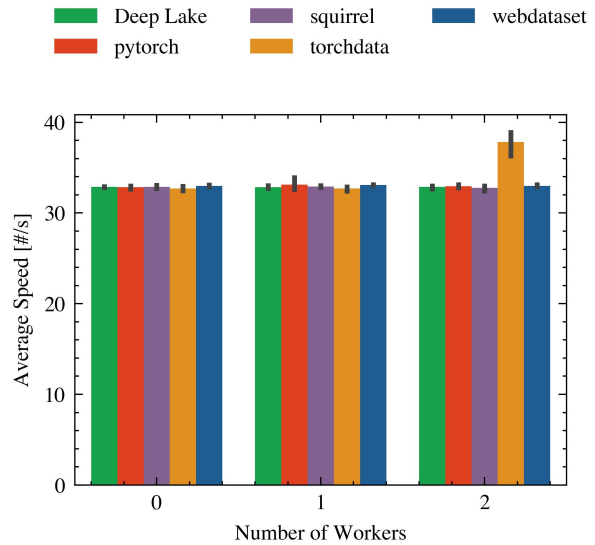 Deep Lake squirrel webdataset
pytorch torchdata
40
30
20
10
0
Average Speed [#/s]
0 1 2
Number of Workers